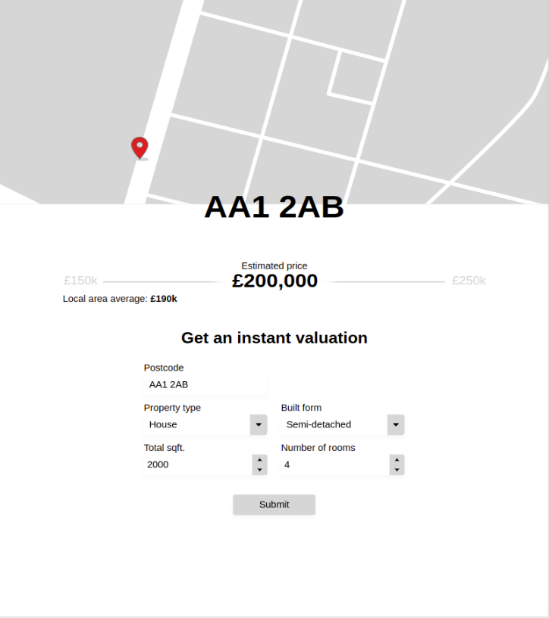 AA1 2AB
Estimated price
£150k £200,000 £250k
Local area average: £190k
Get an instant valuation
Postcode
AA1 2AB
Property type Built form
House Semi-detached
Total sqft. Number of rooms
2000 4
Submit